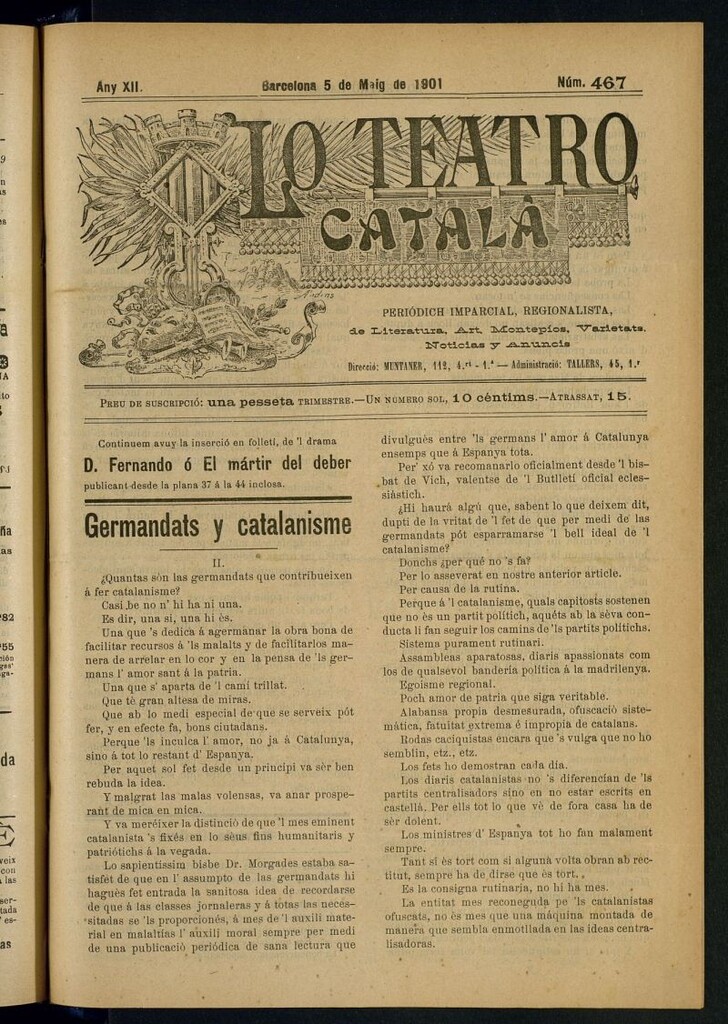 Any XII.
Barcelona 5 de Maig de 1901
Núm. 467
LO TEATRO
CATALÀ
PERIÓDICH IMPARCIAL, REGIONALISTA,
de Literatura, Art, Montepíos, Varietats,
Noticias y Anuncis
Direcció: MUNTANER, 112, 4.rt - 1.ª — Administració: TALLERS, 45, 1.r
PREU DE SUSCRIPCIÓ: una pesseta TRIMESTRE.—UN NÚMERO SOL, 10 céntims.—ATRASSAT, 15.
Continuem avuy la inserció en folletí, de 'l drama
D. Fernando ó El mártir del deber
publicant desde la plana 37 á la 44 inclosa.
Germandats y catalanisme
II.
¿Quantas són las germandats que contribueixen
á fer catalanisme?
Casi be no n' hi ha ni una.
Es dir, una si, una hi és.
Una que 's dedica á agermanar la obra bona de
facilitar recursos á 'ls malalts y de facilitarlos ma-
nera de arrelar en lo cor y en la pensa de 'ls ger-
mans l' amor sant á la patria.
Una que s' aparta de 'l camí trillat.
Que té gran altesa de miras.
Que ab lo medi especial de que se serveix pót
fer, y en efecte fa, bons ciutadans.
Perque 'ls inculca l' amor, no ja á Catalunya,
sino á tot lo restant d' Espanya.
Per aquet sol fet desde un principi va sér ben
rebuda la idea.
Y malgrat las malas volensas, va anar prospe-
rant de mica en mica.
Y va meréixer la distinció de que 'l mes eminent
catalanista 's fixés en lo séus fins humanitaris y
patriótichs á la vegada.
Lo sapientíssim bisbe Dr. Morgades estaba sa-
tisfét de que en l' assumpto de las germandats hi
hagués fet entrada la sanitosa idea de recordarse
de que á las classes jornaleras y á totas las neces-
sitadas se 'ls proporcionés, á mes de 'l auxili mate-
rial en malaltías l' auxili moral sempre per medi
de una publicació periódica de sana lectura que
divulgués entre 'ls germans l' amor á Catalunya
ensemps que á Espanya tota.
Per' xó va recomanarlo oficialment desde 'l bis-
bat de Vich, valentse de 'l Butlletí oficial ecles-
siástich.
¿Hi haurá algú que, sabent lo que deixem dit,
dupti de la vritat de 'l fet de que per medi de las
germandats pót esparramarse 'l bell ideal de 'l
catalanisme?
Donchs ¿per qué no 's fa?
Per lo asseverat en nostre anterior article.
Per causa de la rutina.
Perque á 'l catalanisme, quals capitosts sostenen
que no és un partit polítich, aquéts ab la séva con-
ducta li fan seguir los camins de 'ls partits polítichs.
Sistema purament rutinari.
Assambleas aparatosas, diaris apassionats com
los de qualsevol bandería política á la madrilenya.
Egoisme regional.
Poch amor de patria que siga veritable.
Alabansa propia desmesurada, ofuscació siste-
mática, fatuitat extrema é impropia de catalans.
Rodas caciquistas encara que 's vulga que no ho
semblin, etz., etz.
Los fets ho demostran cada dia.
Los diaris catalanistas no 's diferencian de 'ls
partits centralisadors sino en no estar escrits en
castellá. Per ells tot lo que vé de fora casa ha de
sér dolent.
Los ministres d' Espanya tot ho fan malament
sempre.
Tant si és tort com si alguná volta obran ab rec-
titut, sempre ha de dirse que és tort.
Es la consigna rutinaria, no hi ha mes.
La entitat mes reconeguda pe 'ls catalanistas
ofuscats, no és mes que una máquina montada de
manera que sembla enmotllada en las ideas centra-
lisadoras.